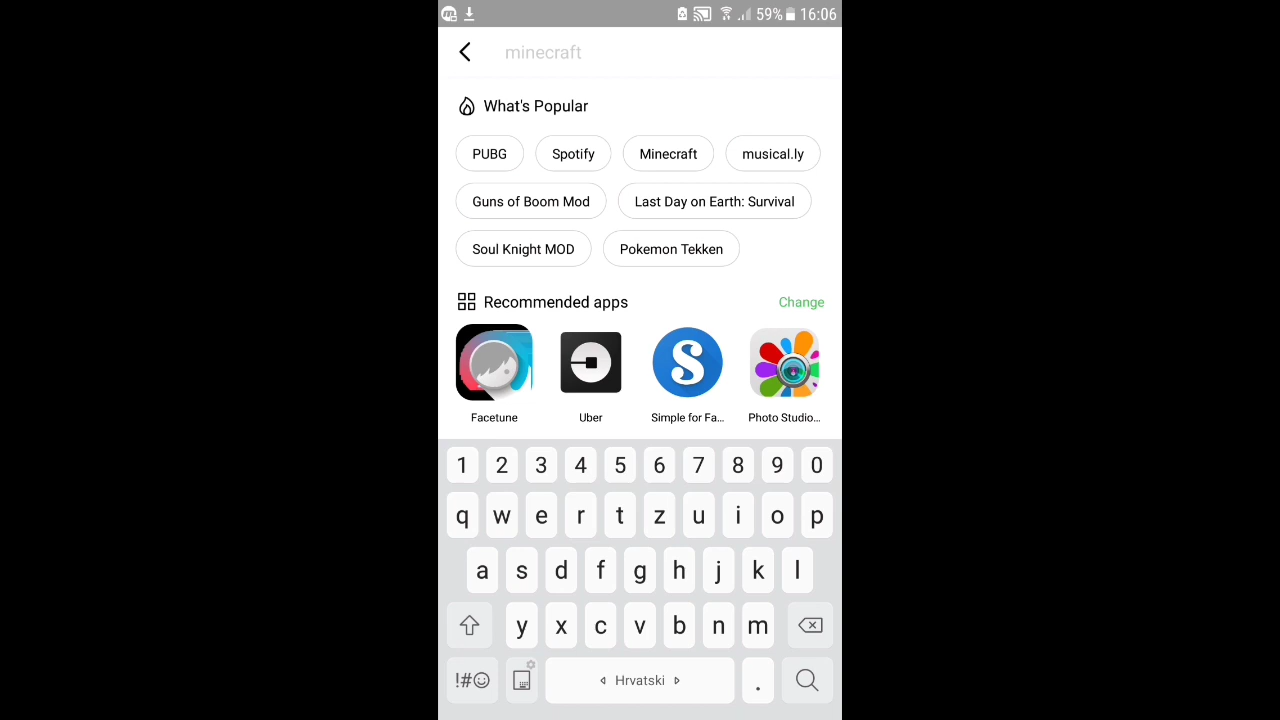 59% 16:06
minecraft
What's Popular
PUBG Spotify Minecraft musical.ly
Guns of Boom Mod Last Day on Earth: Survival
Soul Knight MOD Pokemon Tekken
Recommended apps Change
Facetune Uber Simple for Fa... Photo Studio...
1 2 3 4 5 6 7 8 9 0
q w e r t z u i o p
a s d f g h j k l
y x c v b n m
!#☺ Hrvatski .